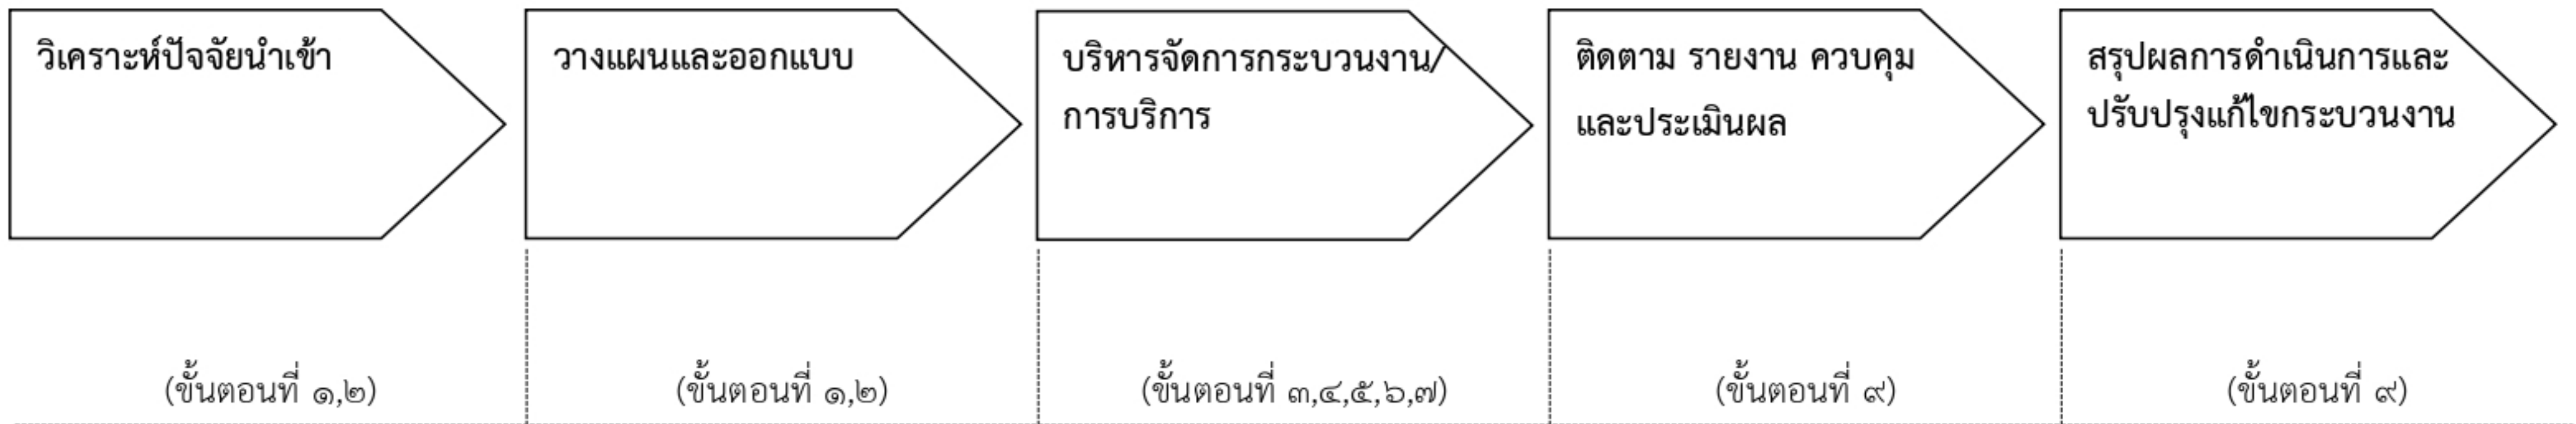 วิเคราะห์ปัจจัยนำเข้า
วางแผนและออกแบบ
บริหารจัดการกระบวนงาน/
การบริการ
ติดตาม รายงาน ควบคุม
และประเมินผล
สรุปผลการดำเนินการและ
ปรับปรุงแก้ไขกระบวนงาน
(ขั้นตอนที่ ๑,๒)
(ขั้นตอนที่ ๑,๒)
(ขั้นตอนที่ ๓,๔,๕,๖,๗)
(ขั้นตอนที่ ๙)
(ขั้นตอนที่ ๙)